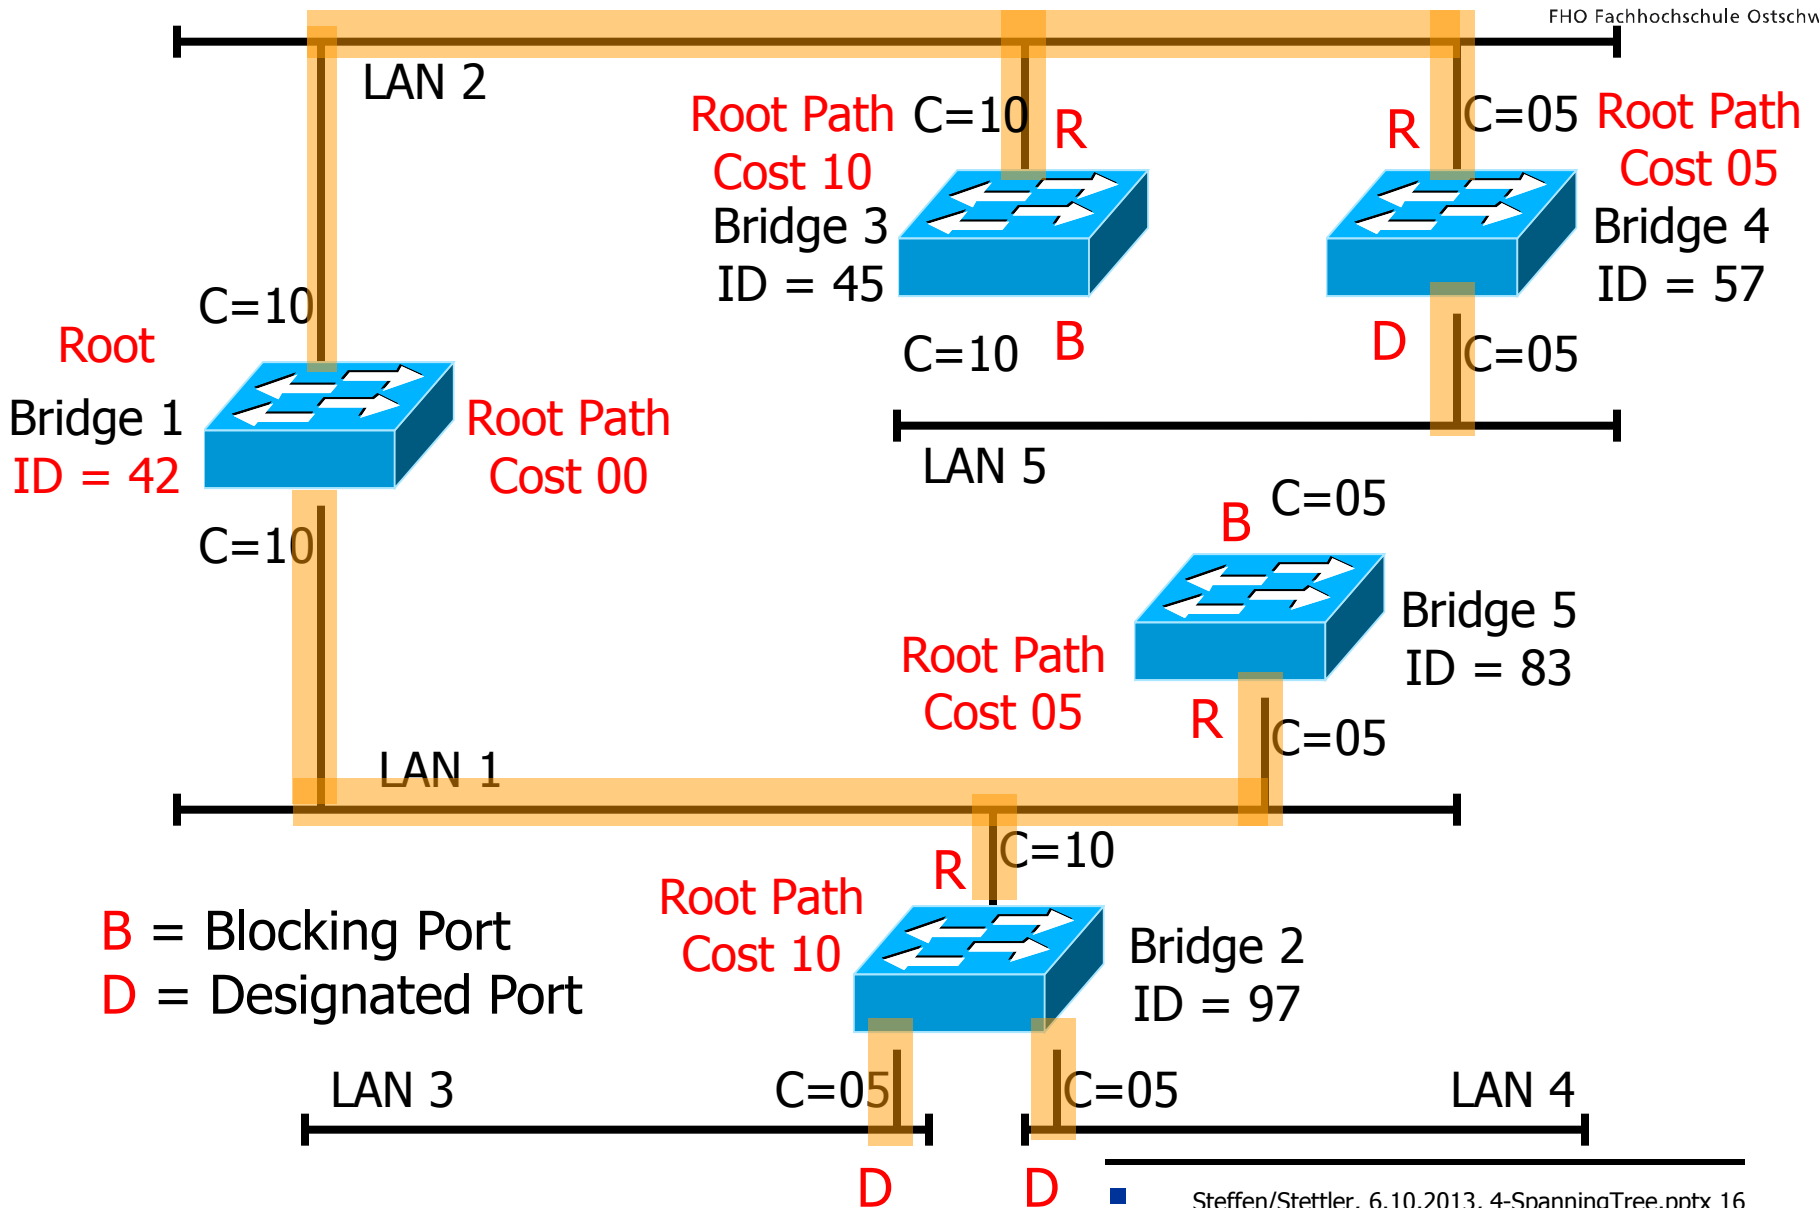 FHO Fachhochschule Ostschw
LAN 2
Root Path
Cost 10
C=10
R
R
C=05
Root Path
Cost 05
Bridge 3
ID = 45
Bridge 4
ID = 57
C=10
B
D
C=05
C=10
Root
Bridge 1
ID = 42
Root Path
Cost 00
LAN 5
C=10
B
C=05
Bridge 5
ID = 83
Root Path
Cost 05
R
C=05
LAN 1
R
C=10
Root Path
Cost 10
Bridge 2
ID = 97
B = Blocking Port
D = Designated Port
LAN 3
C=05
C=05
LAN 4
D
D
Steffen/Stettler, 6.10.2013, 4-SpanningTree.pptx 16